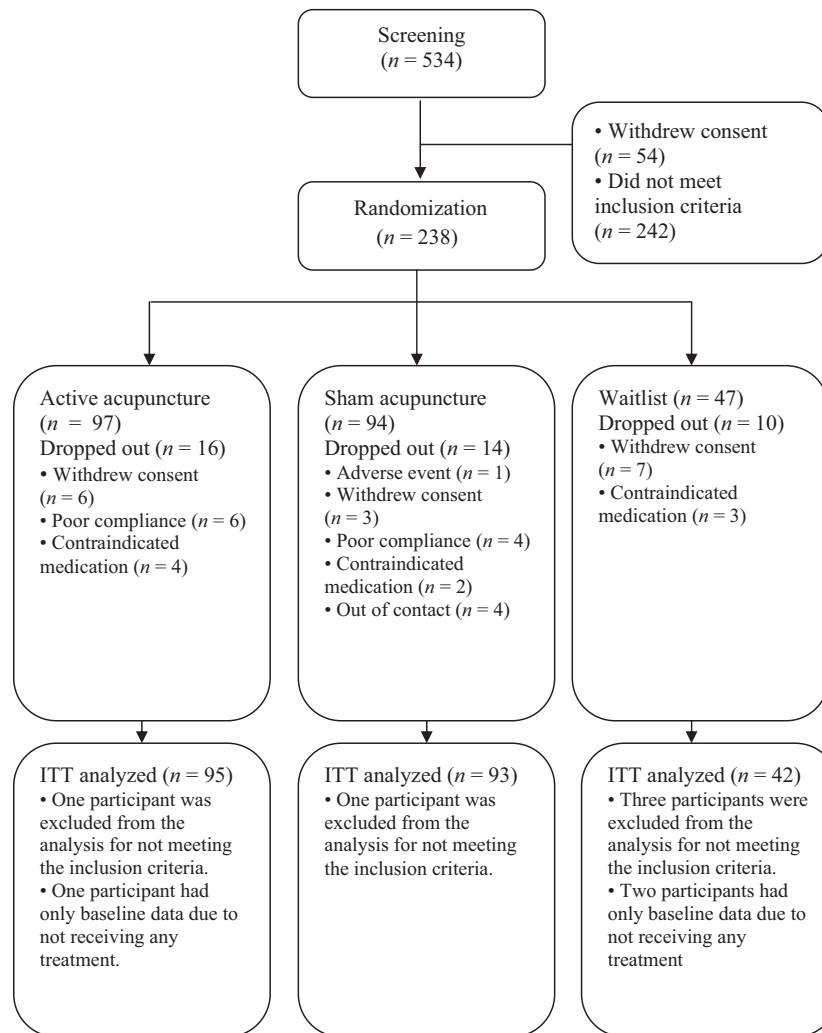 Screening
(n = 534)
• Withdrew consent
(n = 54)
• Did not meet
inclusion criteria
(n = 242)
Randomization
(n = 238)
Active acupuncture
(n = 97)
Dropped out (n = 16)
• Withdrew consent
(n = 6)
• Poor compliance (n = 6)
• Contraindicated
medication (n = 4)
Sham acupuncture
(n = 94)
Dropped out (n = 14)
• Adverse event (n = 1)
• Withdrew consent
(n = 3)
• Poor compliance (n = 4)
• Contraindicated
medication (n = 2)
• Out of contact (n = 4)
Waitlist (n = 47)
Dropped out (n = 10)
• Withdrew consent
(n = 7)
• Contraindicated
medication (n = 3)
ITT analyzed (n = 95)
• One participant was
excluded from the
analysis for not meeting
the inclusion criteria.
• One participant had
only baseline data due to
not receiving any
treatment.
ITT analyzed (n = 93)
• One participant was
excluded from the
analysis for not meeting
the inclusion criteria.
ITT analyzed (n = 42)
• Three participants were
excluded from the
analysis for not meeting
the inclusion criteria.
• Two participants had
only baseline data due to
not receiving any
treatment